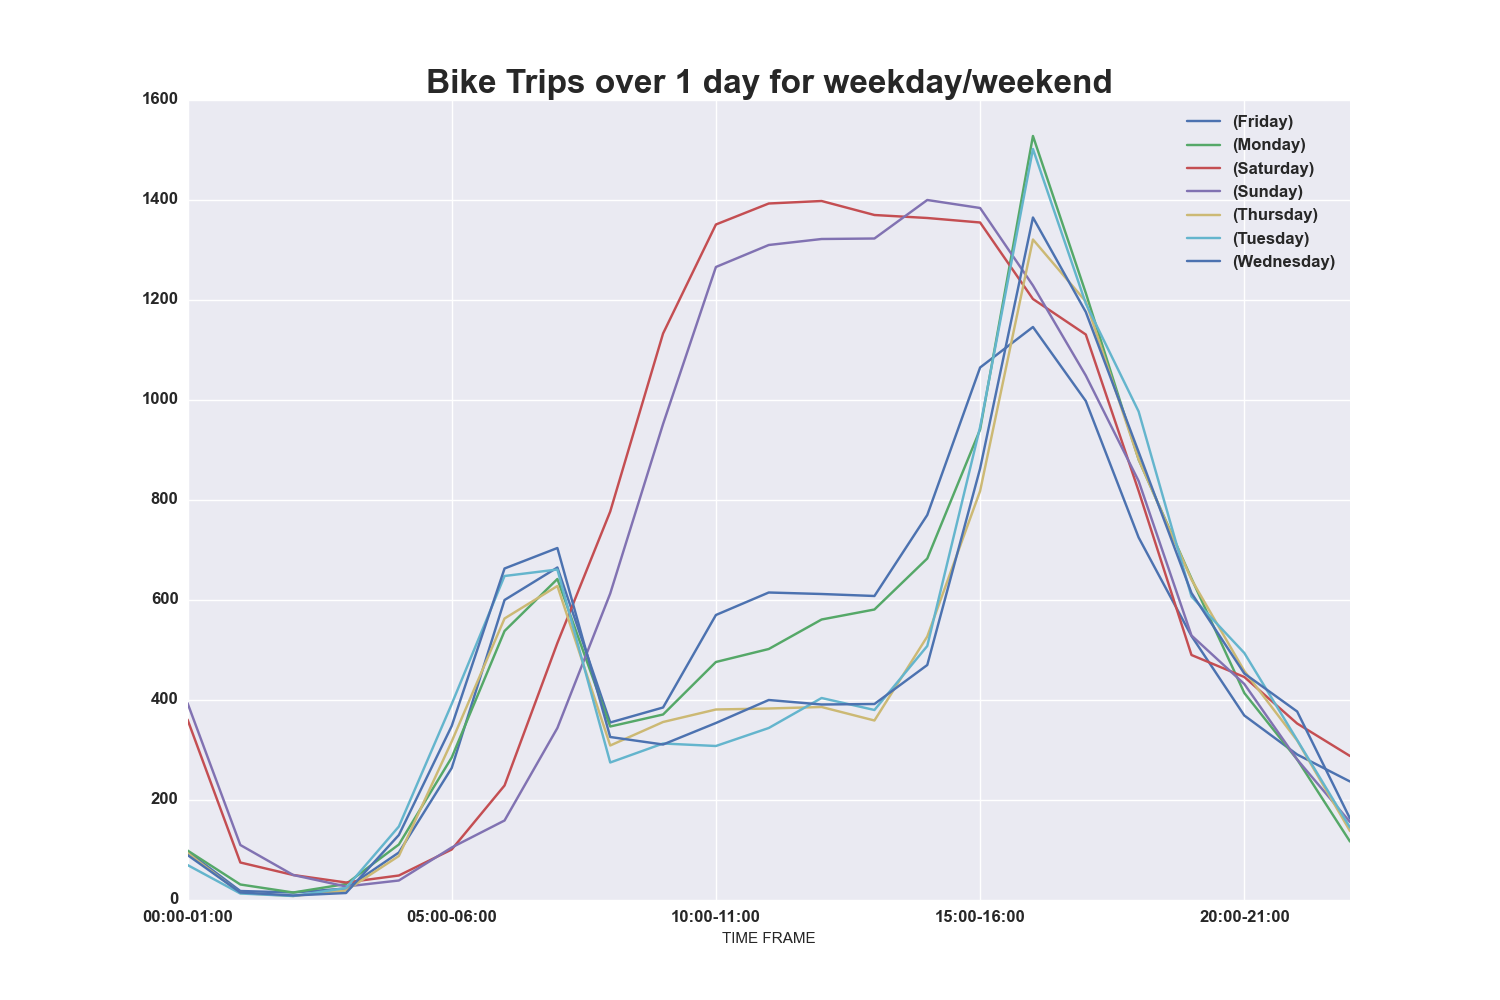 Bike Trips over 1 day for weekday/weekend
1600
1400
1200
1000
800
600
400
200
0
(Friday)
(Monday)
(Saturday)
(Sunday)
(Thursday)
(Tuesday)
(Wednesday)
00:00-01:00 05:00-06:00 10:00-11:00 15:00-16:00 20:00-21:00
TIME FRAME